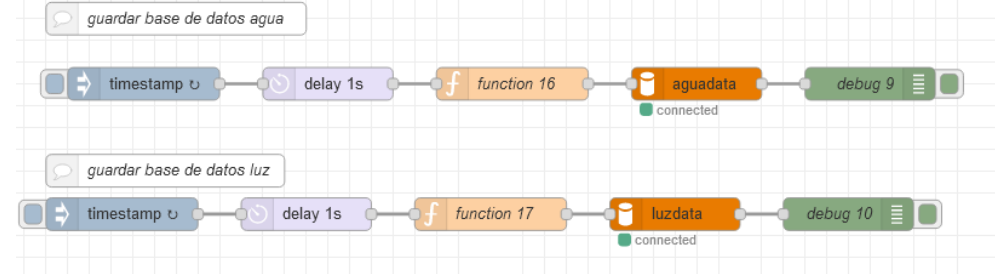 guardar base de datos agua
timestamp ↻ delay 1s function 16 aguadata debug 9
connected
guardar base de datos luz
timestamp ↻ delay 1s function 17 luzdata debug 10
connected